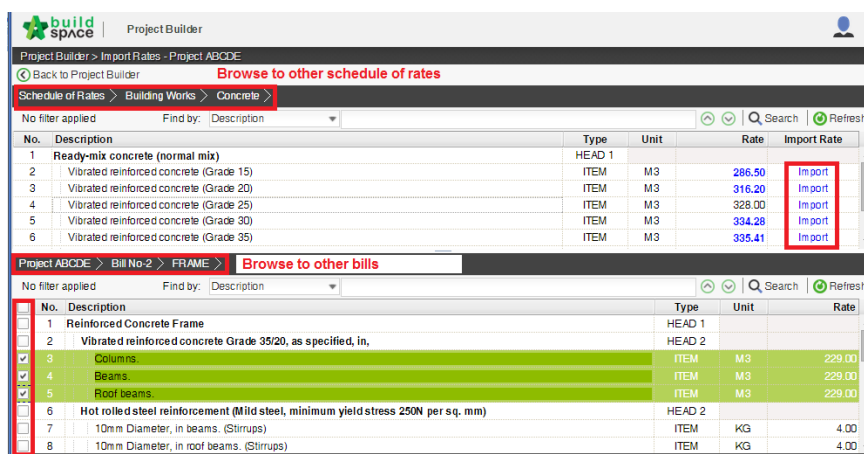 build
space
Project Builder
Project Builder > Import Rates - Project ABCDE
Back to Project Builder Browse to other schedule of rates
Schedule of Rates > Building Works > Concrete >
No filter applied Find by: Description Search Refresh
No. Description Type Unit Rate Import Rate
1 Ready-mix concrete (normal mix) HEAD 1
2 Vibrated reinforced concrete (Grade 15) ITEM M3 286.50 Import
3 Vibrated reinforced concrete (Grade 20) ITEM M3 316.20 Import
4 Vibrated reinforced concrete (Grade 25) ITEM M3 328.00 Import
5 Vibrated reinforced concrete (Grade 30) ITEM M3 334.28 Import
6 Vibrated reinforced concrete (Grade 35) ITEM M3 335.41 Import
Project ABCDE > Bill No-2 > FRAME > Browse to other bills
No filter applied Find by: Description Search Refresh
No. Description Type Unit Rate
1 Reinforced Concrete Frame HEAD 1
2 Vibrated reinforced concrete Grade 35/20, as specified, in, HEAD 2
3 Columns. ITEM M3 229.00
4 Beams. ITEM M3 229.00
5 Roof beams. ITEM M3 229.00
6 Hot rolled steel reinforcement (Mild steel, minimum yield stress 250N per sq. mm) HEAD 2
7 10mm Diameter, in beams. (Stirrups) ITEM KG 4.00
8 10mm Diameter, in roof beams. (Stirrups) ITEM KG 4.00